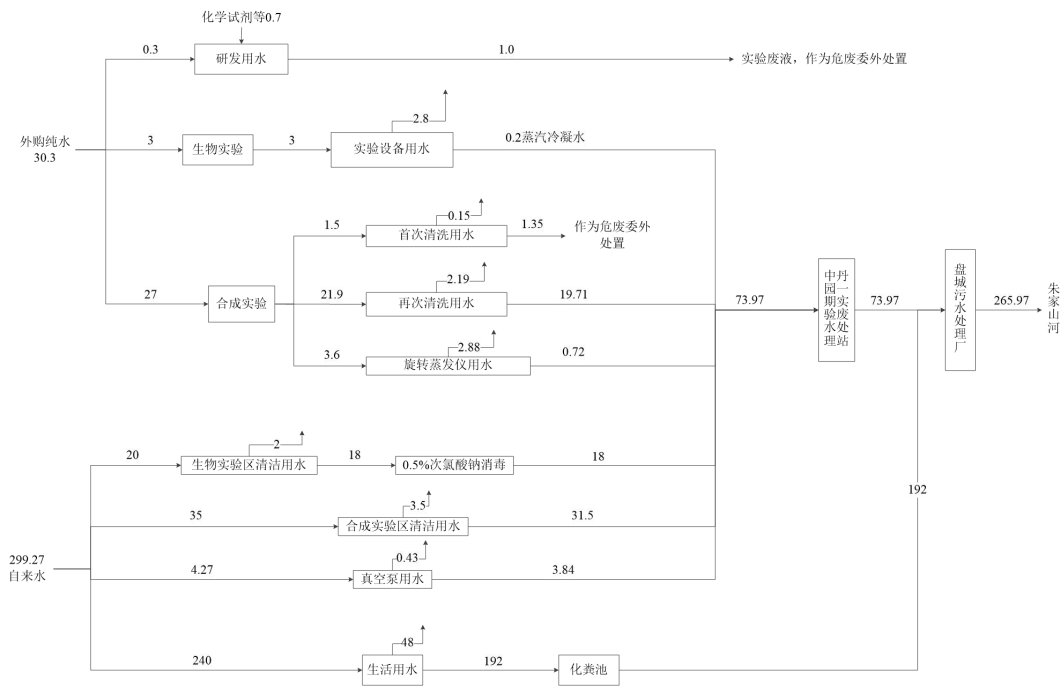 化学试剂等0.7
0.3
研发用水
1.0
实验废液，作为危废委外处置
外购纯水
30.3
3
生物实验
3
2.8
实验设备用水
0.2蒸汽冷凝水
27
合成实验
1.5
0.15
首次清洗用水
1.35
作为危废委外
处置
21.9
2.19
再次清洗用水
19.71
3.6
2.88
旋转蒸发仪用水
0.72
73.97
中丹
园一
期实
验废
水处
理站
73.97
盘城污水处理厂
265.97
朱家山河
20
2
生物实验区清洁用水
18
0.5%次氯酸钠消毒
18
35
3.5
合成实验区清洁用水
31.5
299.27
自来水
4.27
0.43
真空泵用水
3.84
240
48
生活用水
192
化粪池
192